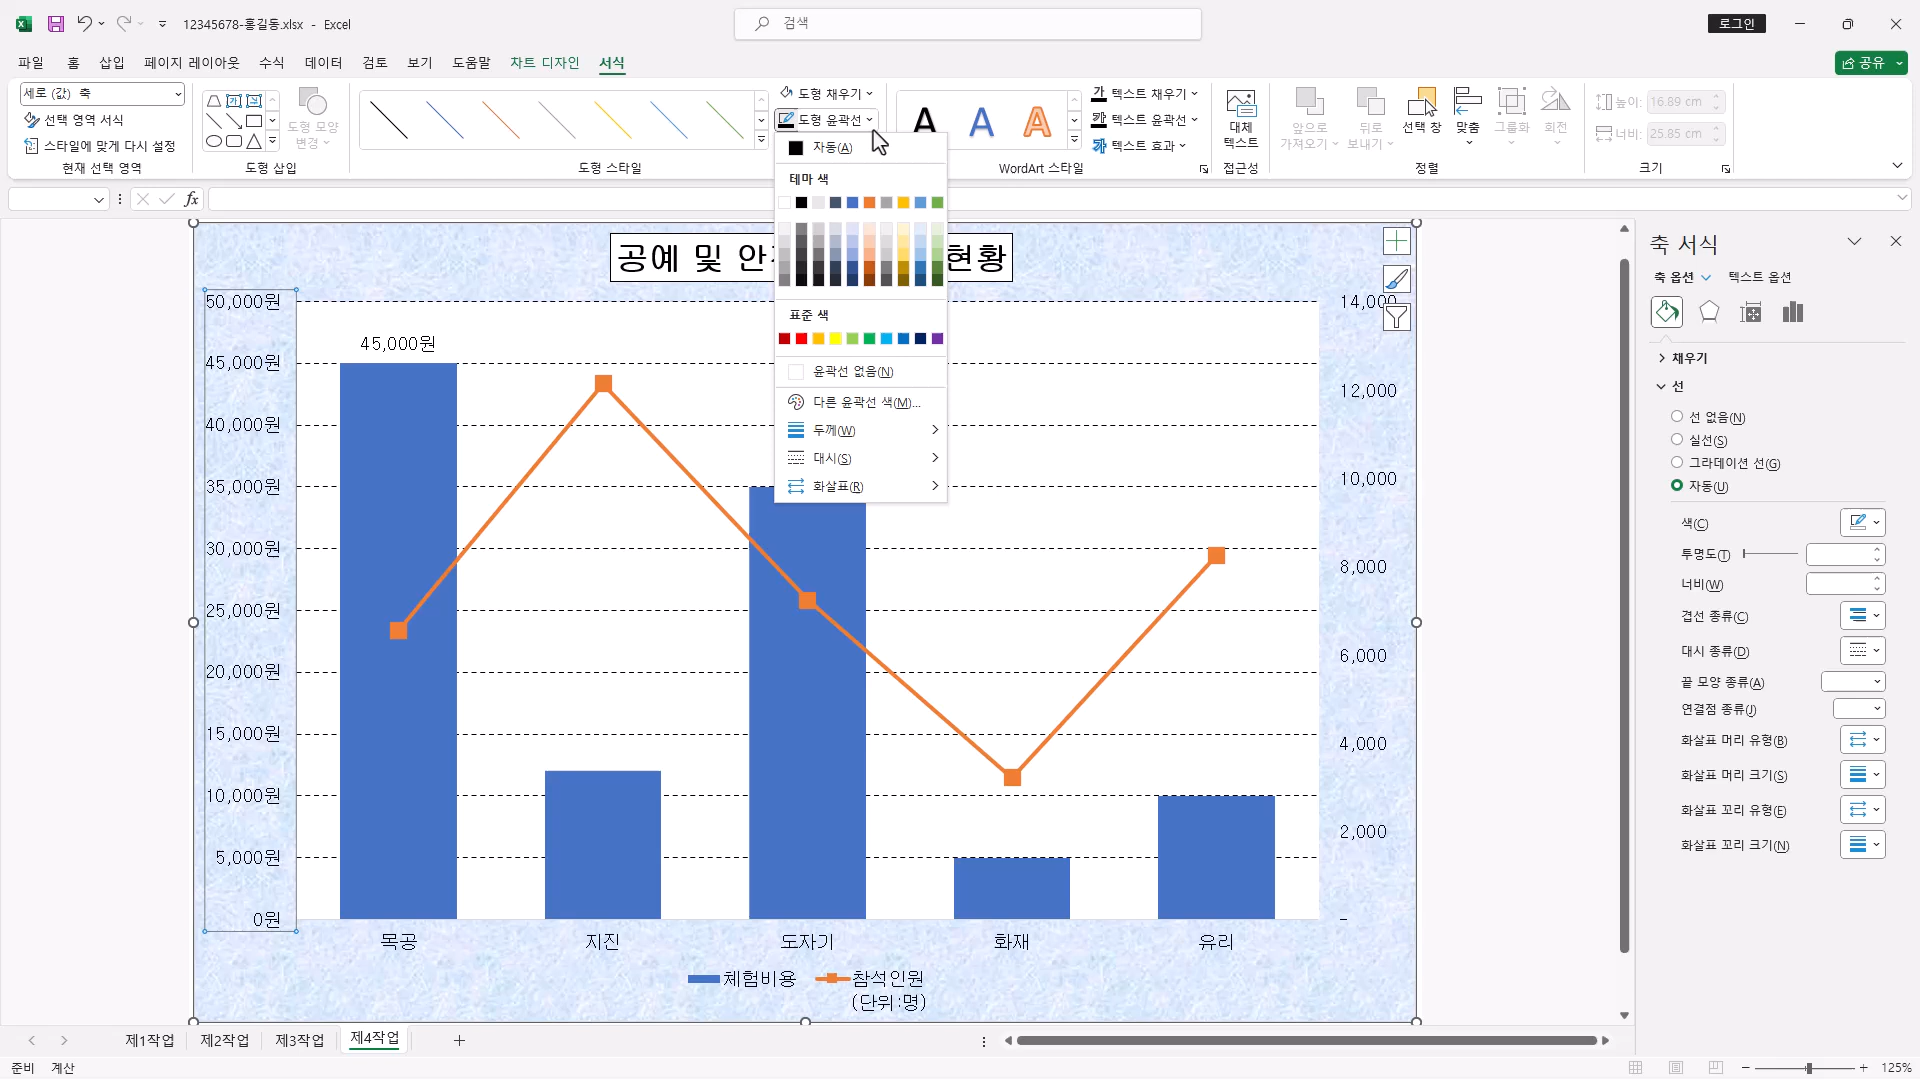 12345678-홍길동.xlsx - Excel
검색
로그인
파일 홈 삽입 페이지 레이아웃 수식 데이터 검토 보기 도움말 차트 디자인 서식
공유
세로 (값) 축
선택 영역 서식
스타일에 맞게 다시 설정
현재 선택 영역
도형 모양
변경
도형 삽입
도형 스타일
도형 채우기
도형 윤곽선
A A A
텍스트 채우기
텍스트 윤곽선
텍스트 효과
WordArt 스타일
대체
텍스트
접근성
앞으로
가져오기
뒤로
보내기
선택 창
맞춤
그룹화
회전
정렬
높이: 16.89 cm
너비: 25.85 cm
크기
fx
자동(A)
테마 색
표준 색
윤곽선 없음(N)
다른 윤곽선 색(M)...
두께(W)
대시(S)
화살표(R)
공예 및 안
현황
50,000원
45,000원
40,000원
35,000원
30,000원
25,000원
20,000원
15,000원
10,000원
5,000원
0원
45,000원
14,000
12,000
10,000
8,000
6,000
4,000
2,000
-
목공 지진 도자기 화재 유리
체험비용 참석인원
(단위:명)
축 서식
축 옵션 텍스트 옵션
채우기
선
선 없음(N)
실선(S)
그라데이션 선(G)
자동(U)
색(C)
투명도(T)
너비(W)
겹선 종류(C)
대시 종류(D)
끝 모양 종류(A)
연결점 종류(J)
화살표 머리 유형(B)
화살표 머리 크기(S)
화살표 꼬리 유형(E)
화살표 꼬리 크기(N)
제1작업 제2작업 제3작업 제4작업
준비 계산
125%